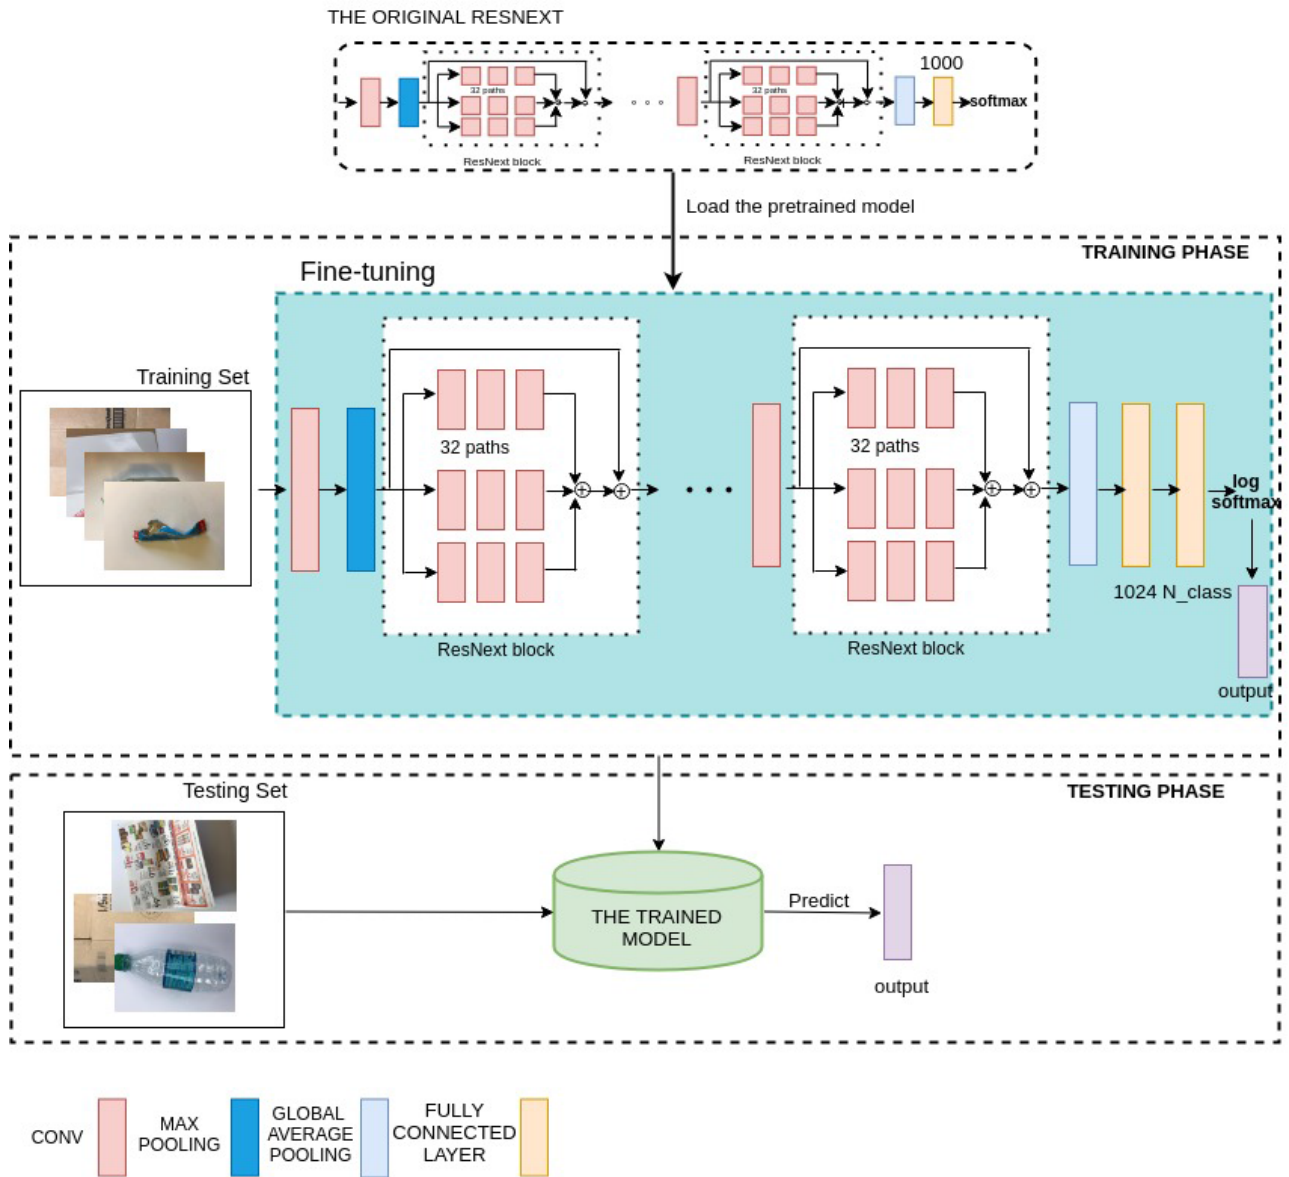 THE ORIGINAL RESNEXT
1000
32 paths
32 paths
softmax
ResNext block
ResNext block
Load the pretrained model
TRAINING PHASE
Fine-tuning
Training Set
32 paths
32 paths
log
softmax
1024 N_class
ResNext block
ResNext block
output
Testing Set
TESTING PHASE
THE TRAINED
MODEL
Predict
output
CONV
MAX
POOLING
GLOBAL
AVERAGE
POOLING
FULLY
CONNECTED
LAYER